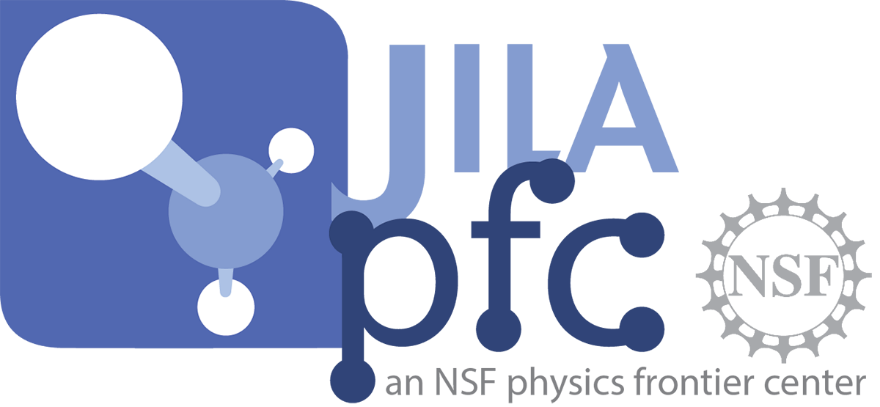 JILA
pfc
NSF
an NSF physics frontier center